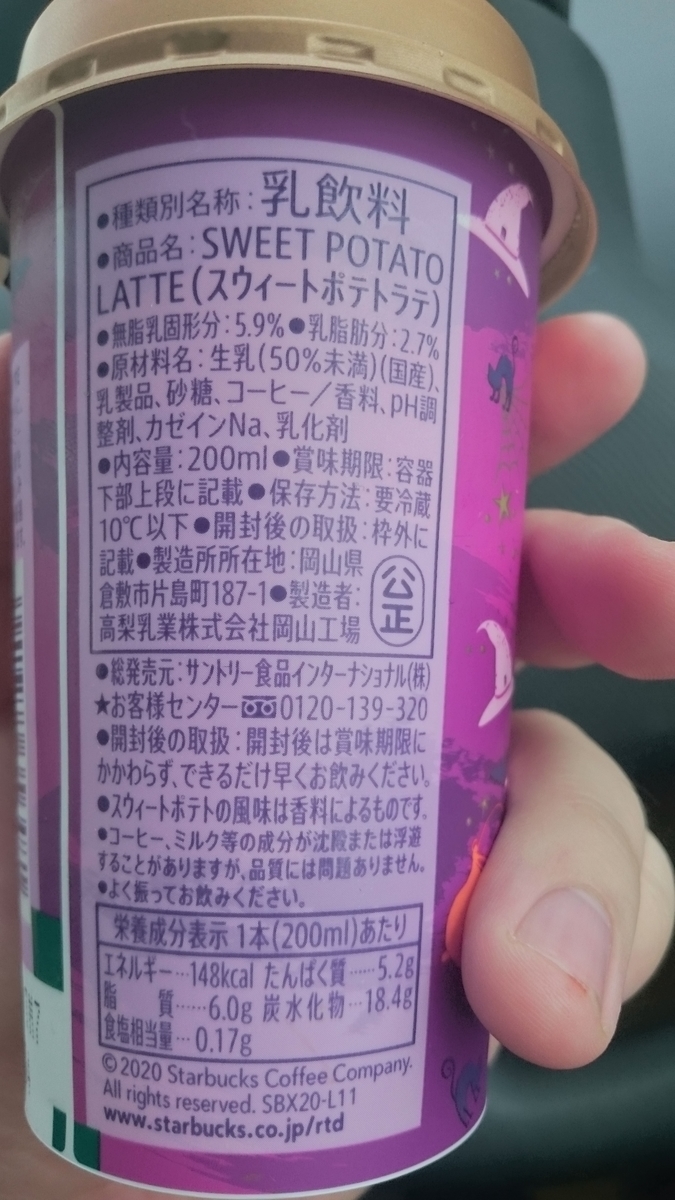 ●種類別名称:乳飲料
●商品名:SWEET POTATO
LATTE(スウィートポテトラテ)
●無脂乳固形分:5.9%●乳脂肪分:2.7%
●原材料名:生乳(50%未満)(国産)、
乳製品、砂糖、コーヒー/香料、pH調
整剤、カゼインNa、乳化剤
●内容量:200ml●賞味期限:容器
下部上段に記載●保存方法:要冷蔵
10℃以下●開封後の取扱:枠外に
記載●製造所所在地:岡山県
倉敷市片島町187-1●製造者:
高梨乳業株式会社岡山工場
公正
●総発売元:サントリー食品インターナショナル(株)
★お客様センター 0120-139-320
●開封後の取扱:開封後は賞味期限に
かかわらず、できるだけ早くお飲みください。
●スウィートポテトの風味は香料によるものです。
●コーヒー、ミルク等の成分が沈殿または浮遊
することがありますが、品質には問題ありません。
●よく振ってお飲みください。
栄養成分表示 1本(200ml)あたり
エネルギー…148kcal たんぱく質……5.2g
脂質……6.0g 炭水化物…18.4g
食塩相当量…0.17g
©2020 Starbucks Coffee Company.
All rights reserved. SBX20-L11
www.starbucks.co.jp/rtd